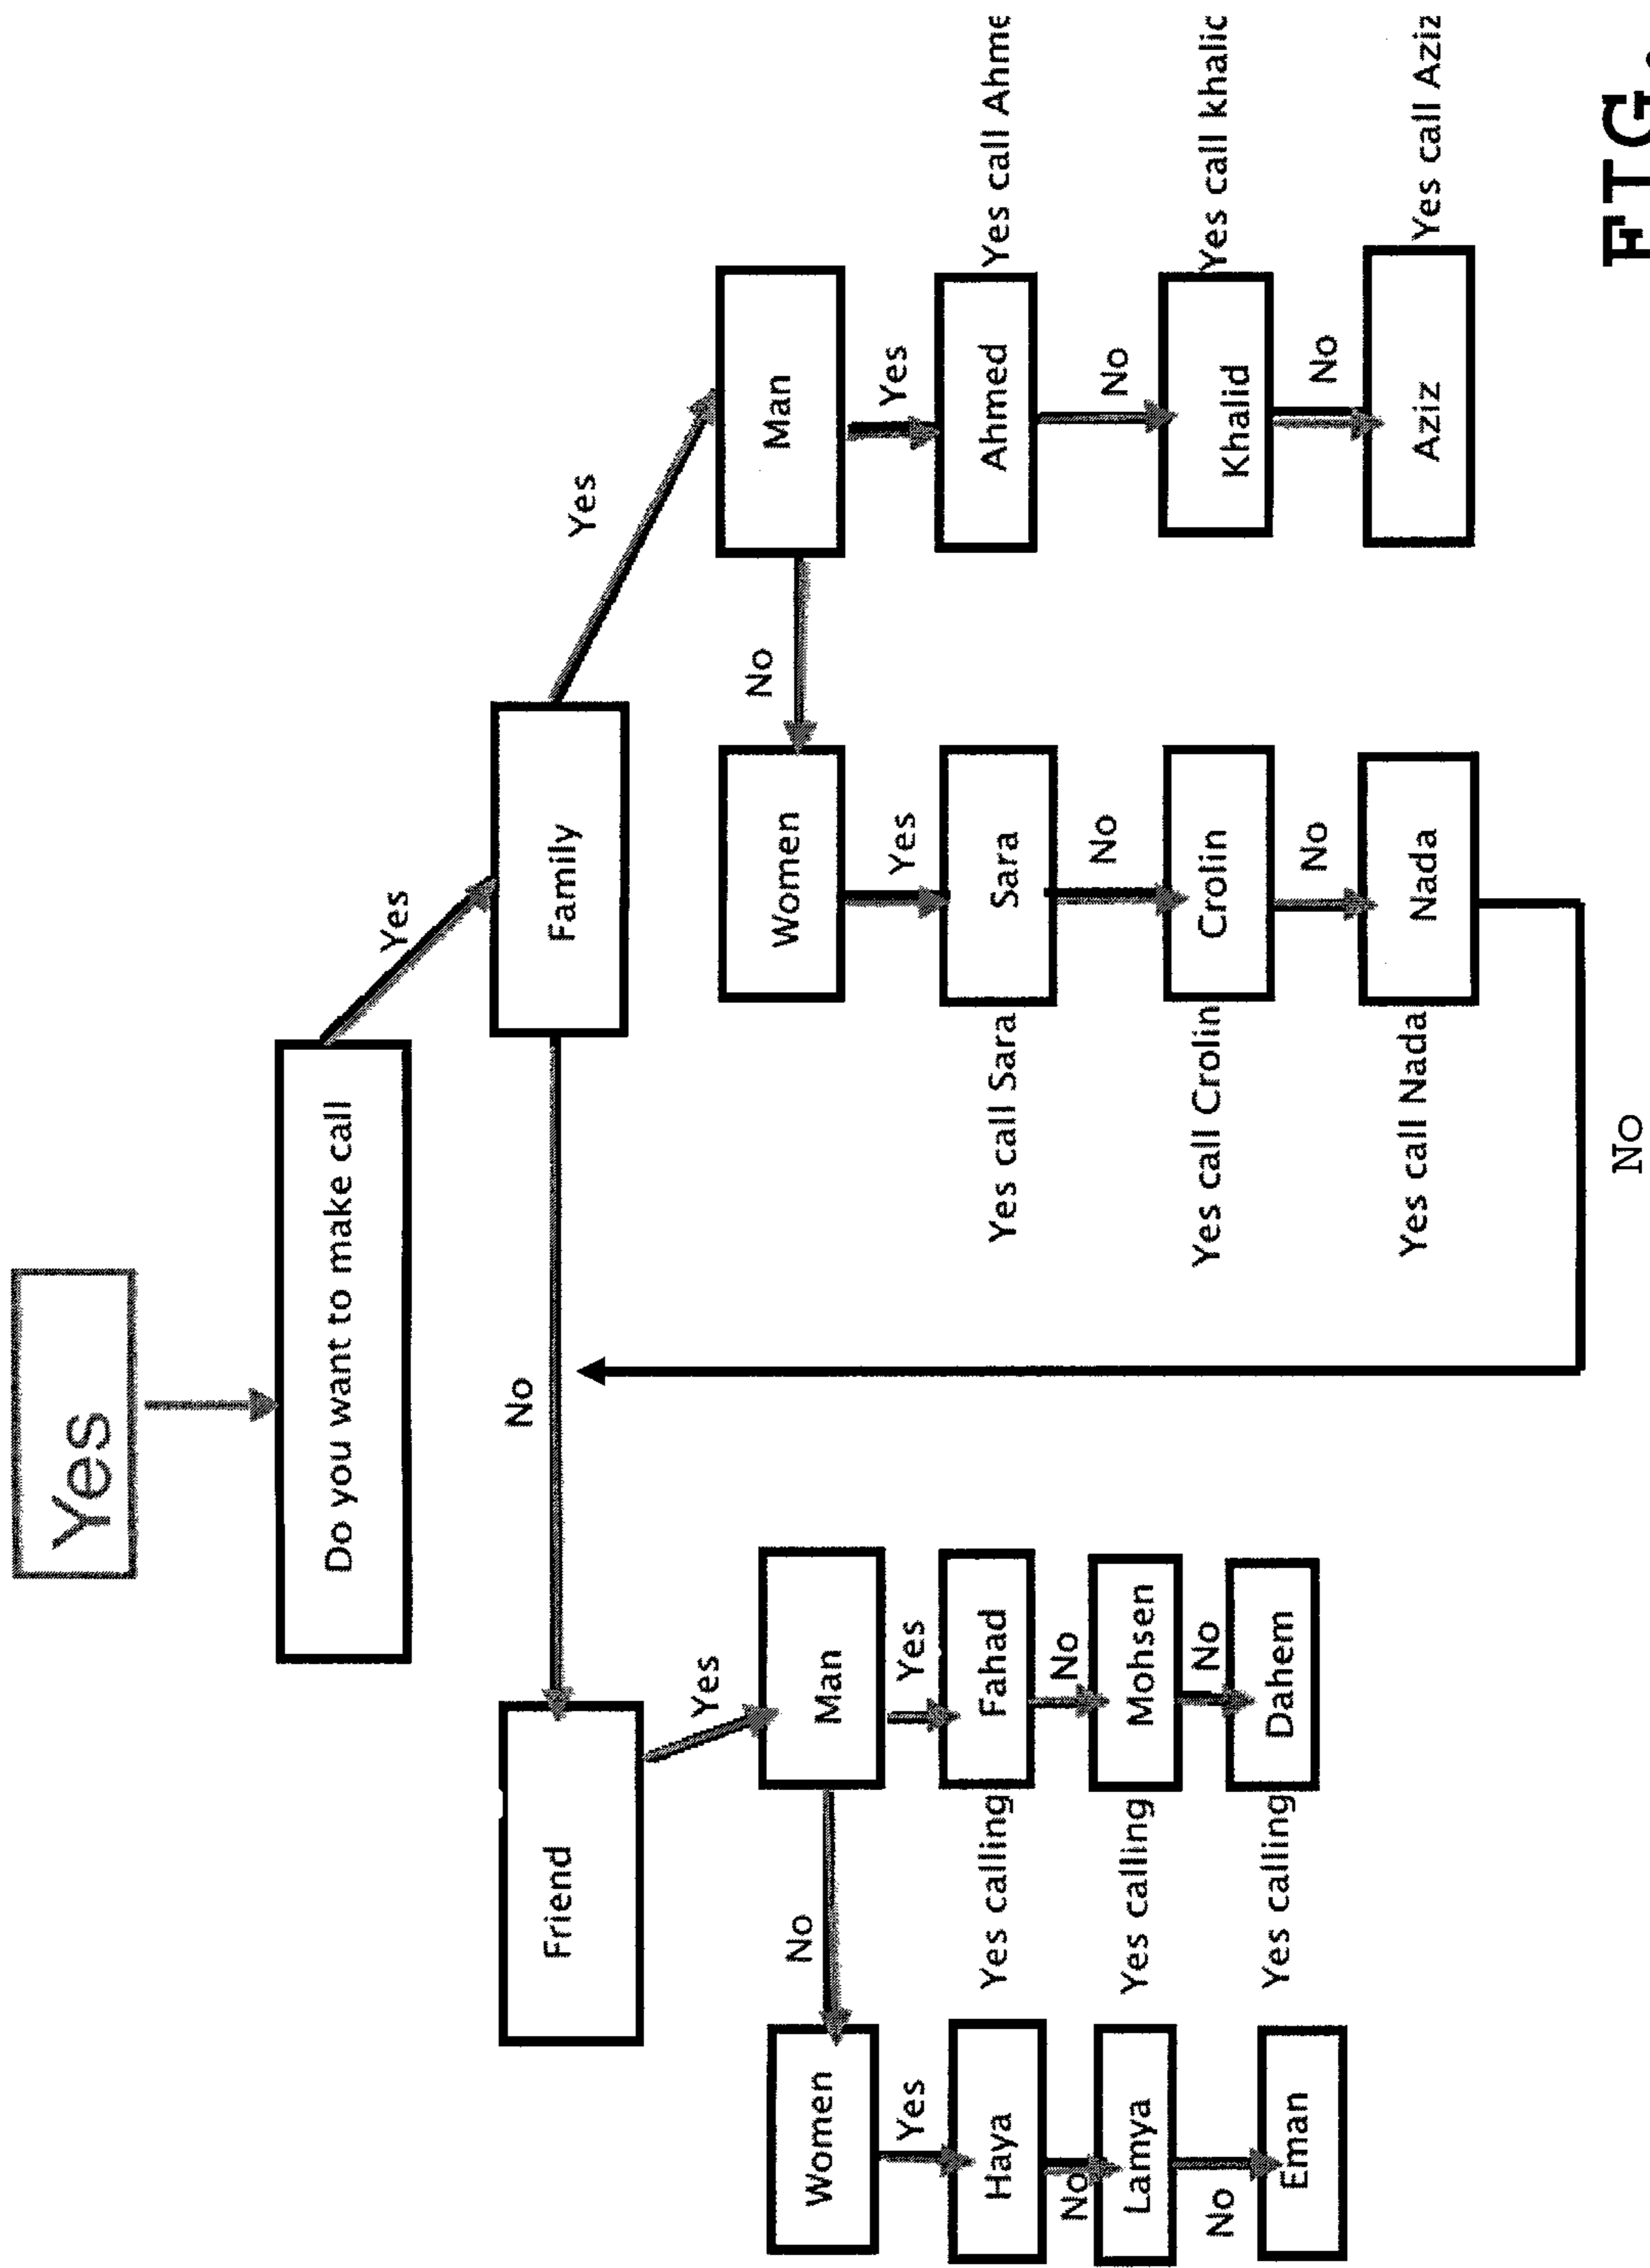 Yes
Do you want to make call
Yes
Family
Yes
No
Friend
Yes
Man
Yes
Ahmed
Yes call Ahme
No
Khalid
Yes call khalic
No
Aziz
Yes call Aziz
No
Women
Yes
Sara
Yes call Sara
No
Crolin
Yes call Crolin
No
Nada
Yes call Nada
No
Man
Yes
Fahad
Yes calling
No
Mohsen
Yes calling
No
Dahem
Yes calling
No
Women
Yes
Haya
No
Lamya
No
Eman
FIG.